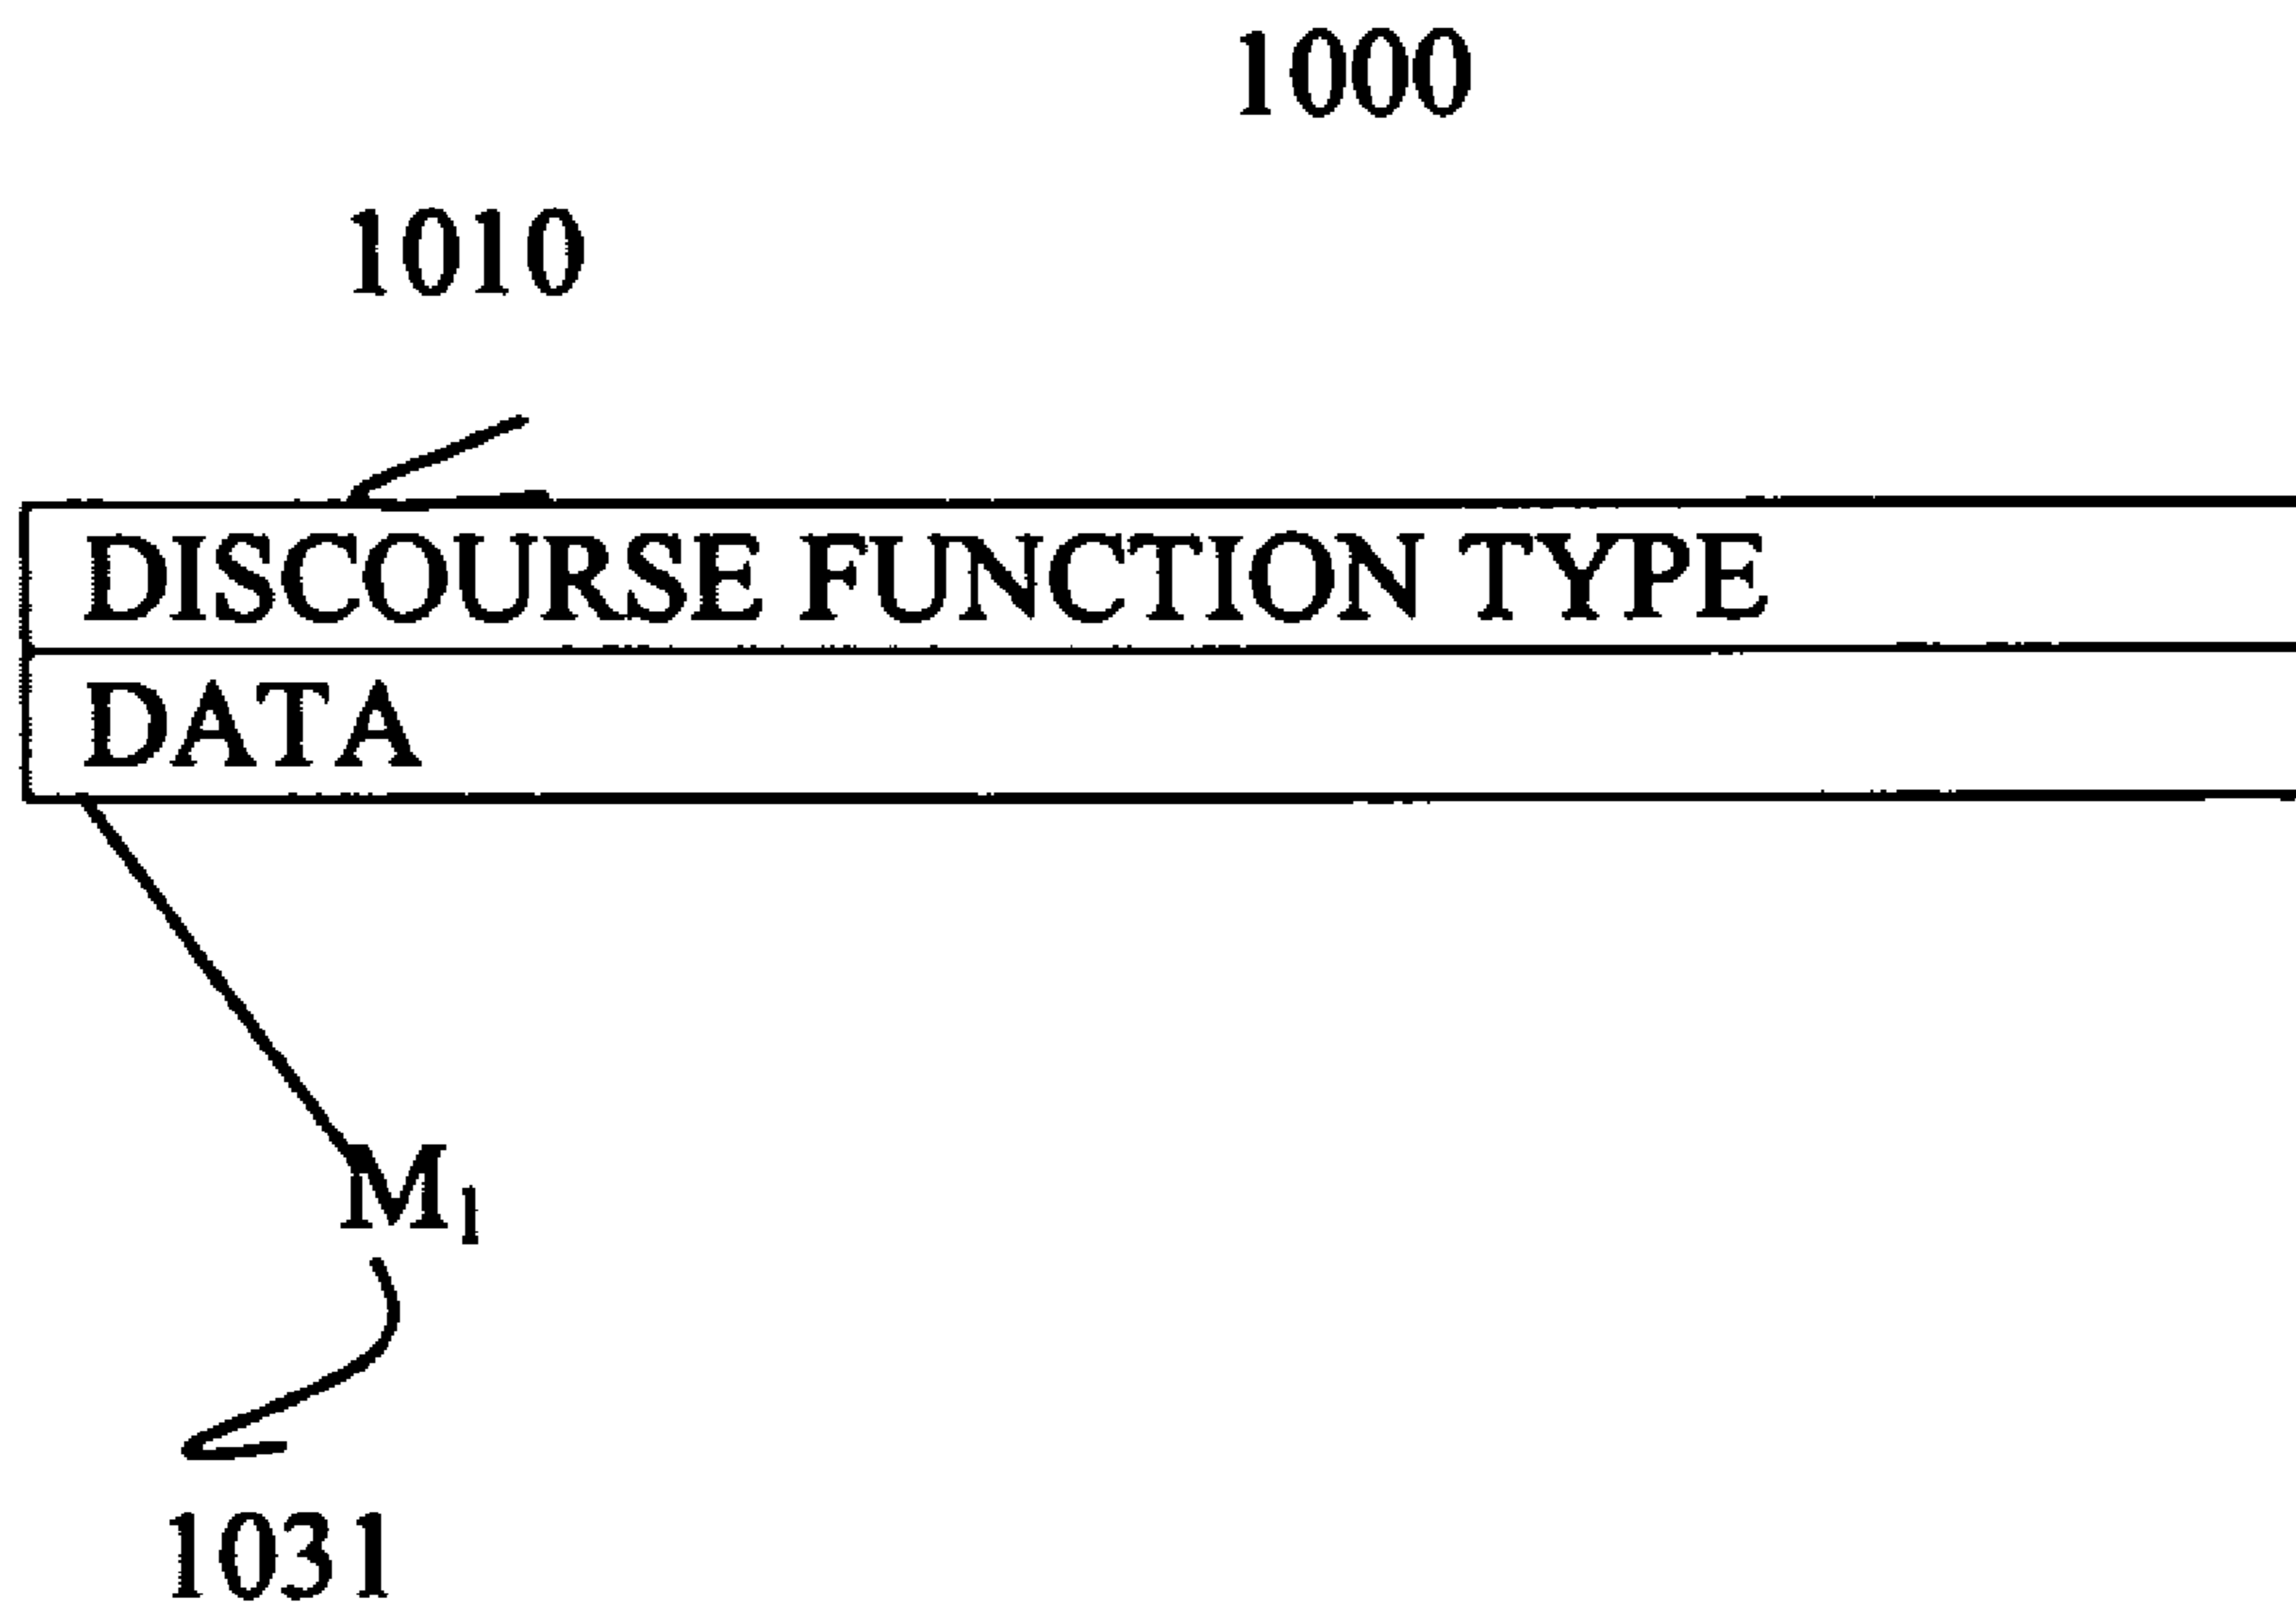 1000
1010
DISCOURSE FUNCTION TYPE
DATA
M₁
1031